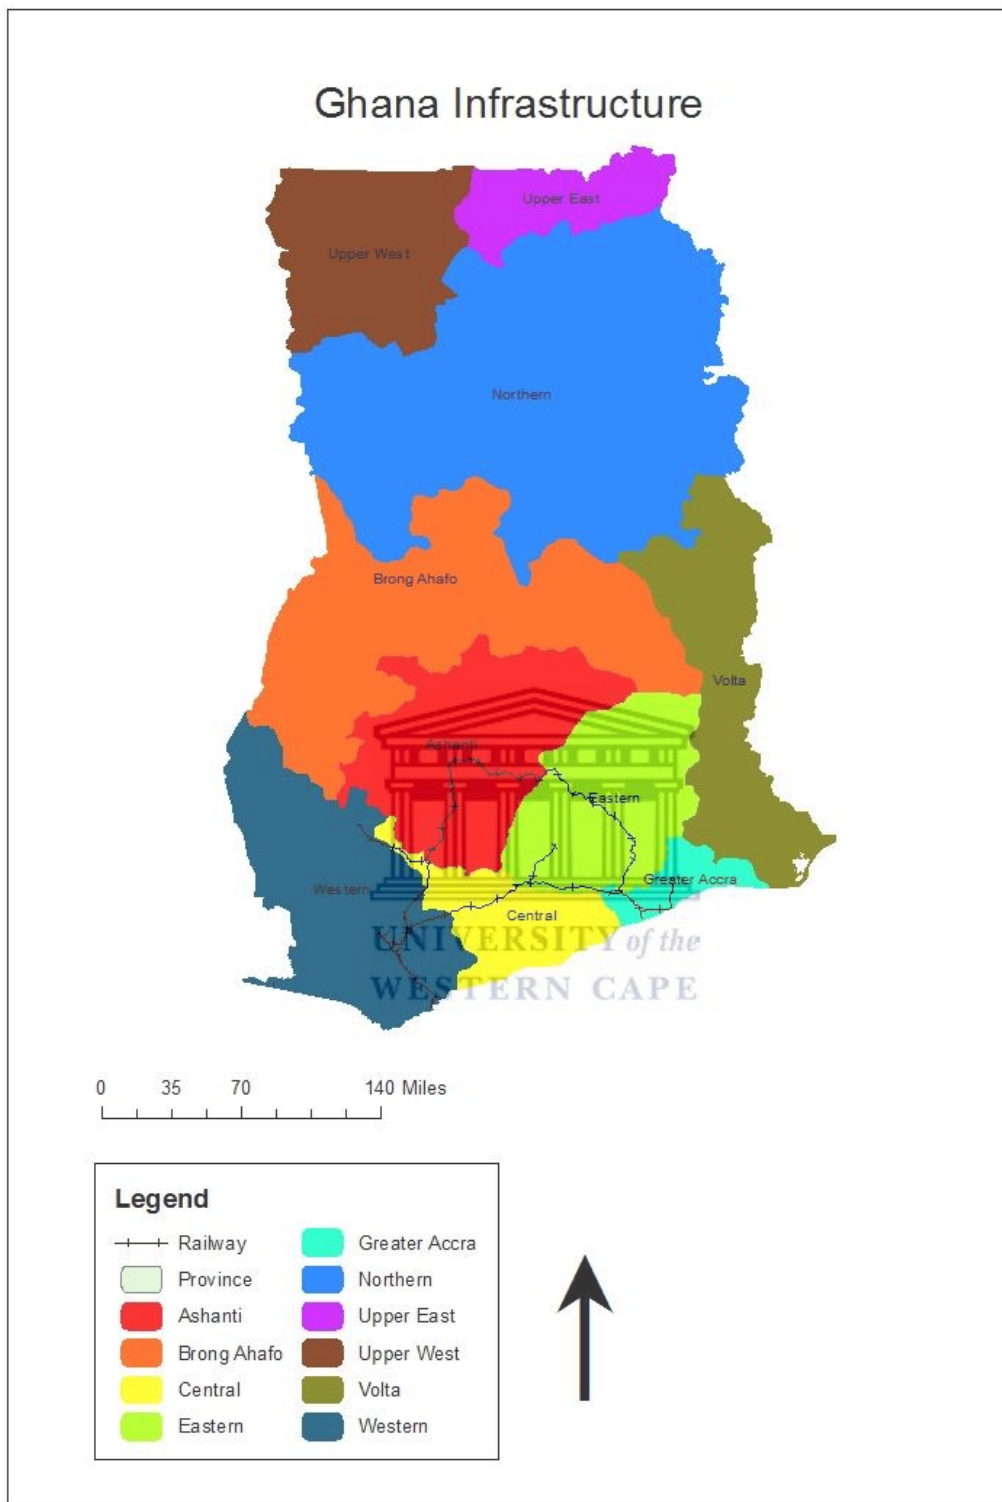 Ghana Infrastructure
Upper East
Upper West
Northern
Brong Ahafo
Volta
Ashanti
Eastern
Greater Accra
Western
Central
UNIVERSITY of the
WESTERN CAPE
0 35 70 140 Miles
Legend
Railway
Province
Ashanti
Brong Ahafo
Central
Eastern
Greater Accra
Northern
Upper East
Upper West
Volta
Western